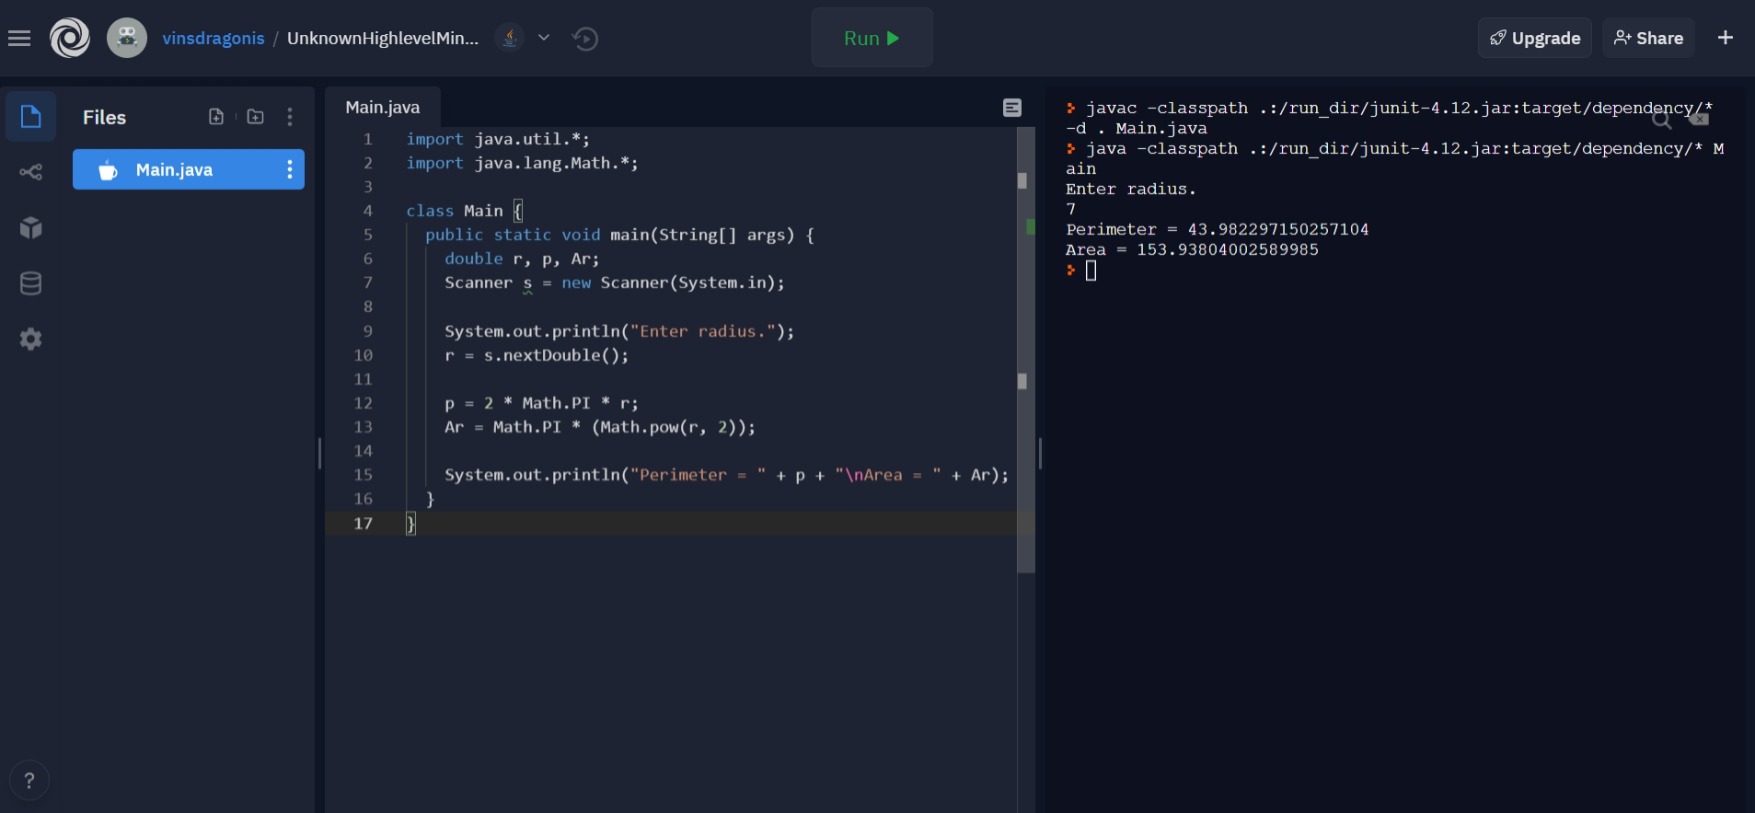 vinsdragonis / UnknownHighlevelMin...
Run
Upgrade
Share
+
Files
Main.java
Main.java
1 import java.util.*;
2 import java.lang.Math.*;
3
4 class Main {
5 public static void main(String[] args) {
6 double r, p, Ar;
7 Scanner s = new Scanner(System.in);
8
9 System.out.println("Enter radius.");
10 r = s.nextDouble();
11
12 p = 2 * Math.PI * r;
13 Ar = Math.PI * (Math.pow(r, 2));
14
15 System.out.println("Perimeter = " + p + "\nArea = " + Ar);
16 }
17 }
javac -classpath .:/run_dir/junit-4.12.jar:target/dependency/*
-d . Main.java
java -classpath .:/run_dir/junit-4.12.jar:target/dependency/* M
ain
Enter radius.
7
Perimeter = 43.982297150257104
Area = 153.93804002589985
?